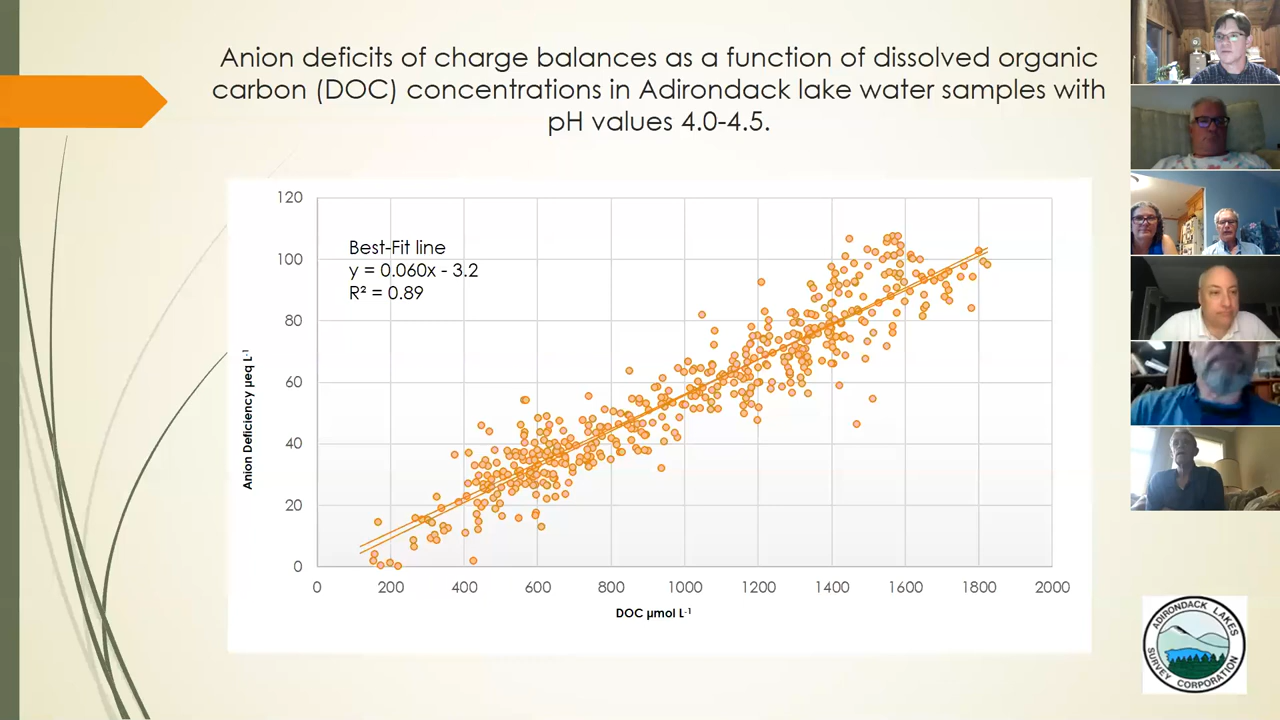 Anion deficits of charge balances as a function of dissolved organic
carbon (DOC) concentrations in Adirondack lake water samples with
pH values 4.0-4.5.
Best-Fit line
y = 0.060x - 3.2
R² = 0.89
120
100
80
60
40
20
0
Anion Deficiency µeq L⁻¹
0 200 400 600 800 1000 1200 1400 1600 1800 2000
DOC µmol L⁻¹
ADIRONDACK LAKES
SURVEY CORPORATION